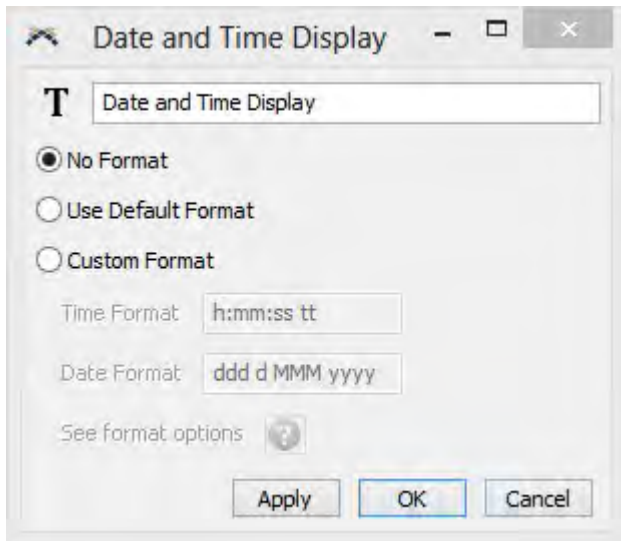 Date and Time Display
T Date and Time Display
No Format
Use Default Format
Custom Format
Time Format h:mm:ss tt
Date Format ddd d MMM yyyy
See format options ?
Apply OK Cancel